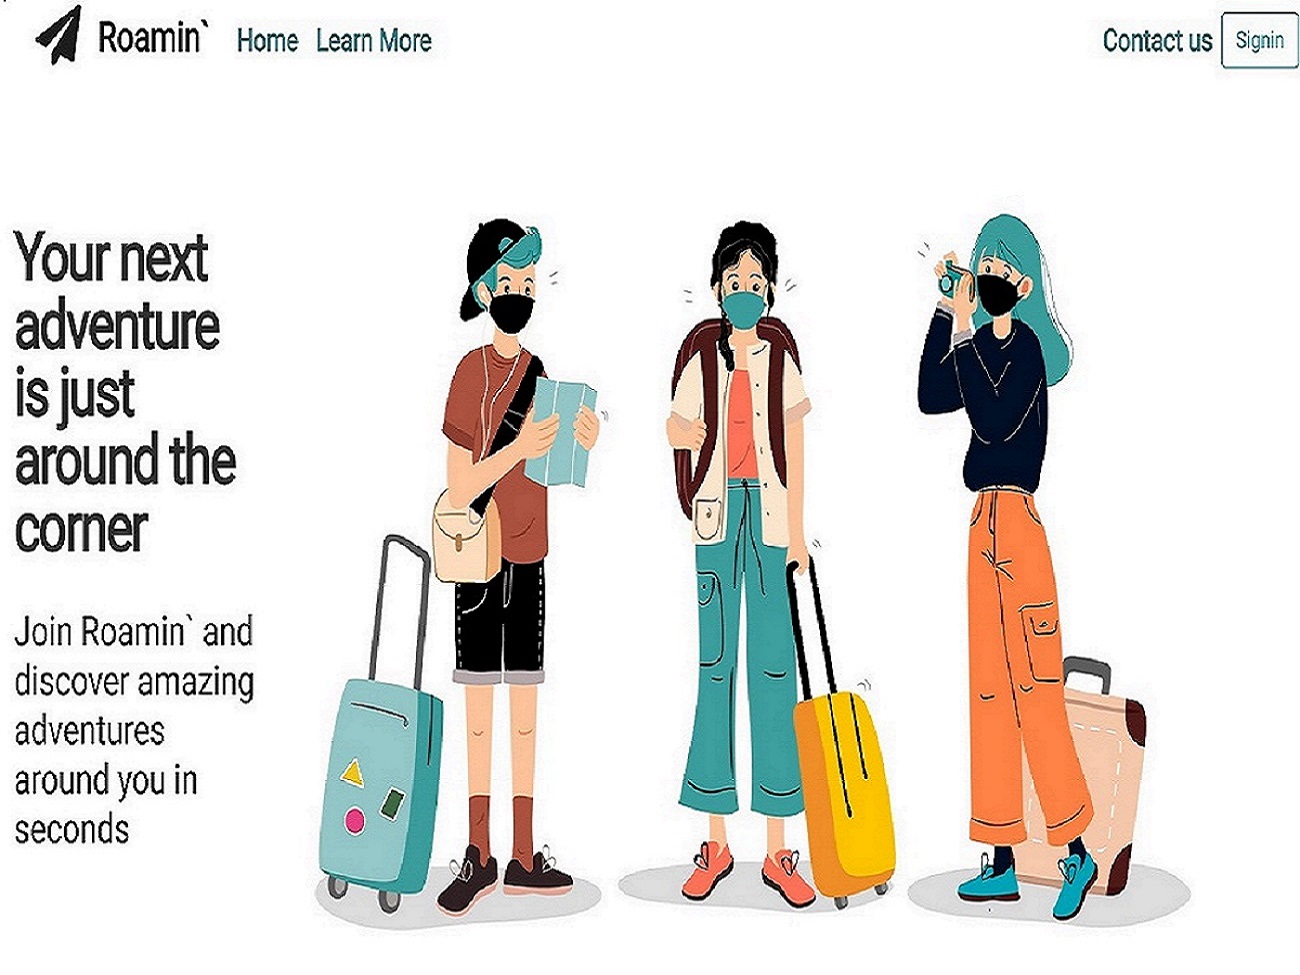 Roamin` Home Learn More Contact us Signin
Your next
adventure
is just
around the
corner
Join Roamin` and
discover amazing
adventures
around you in
seconds